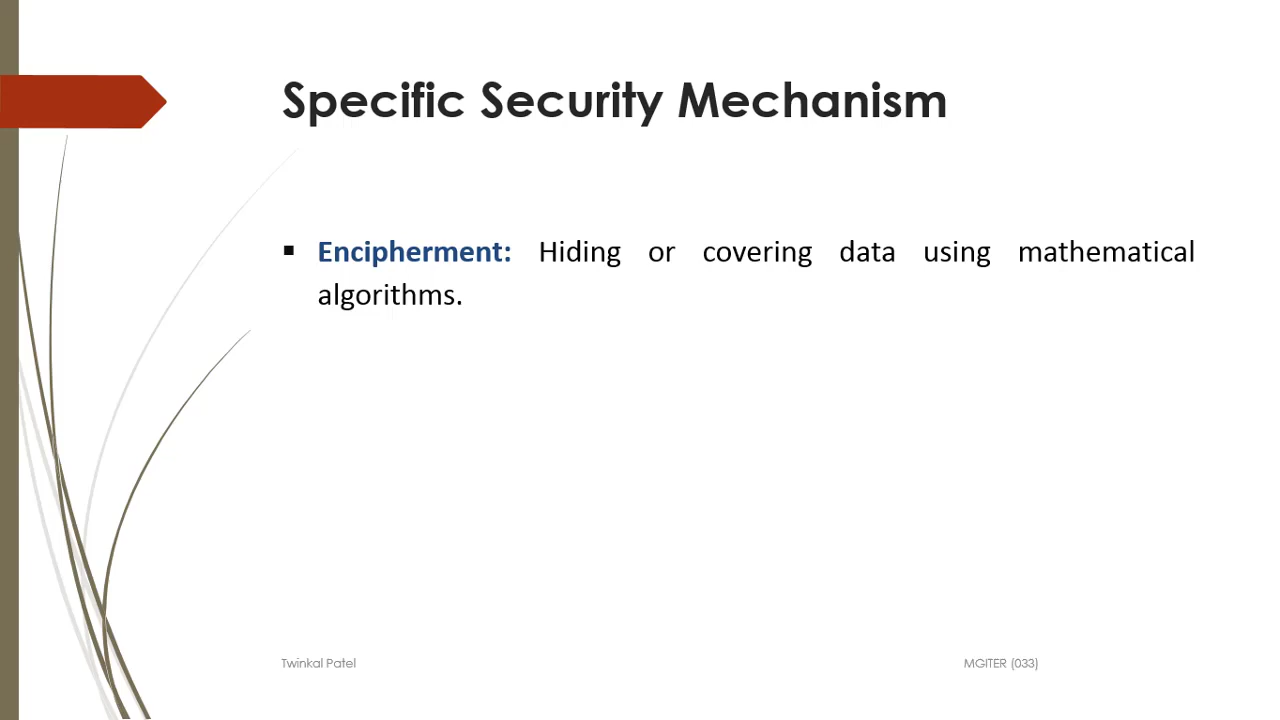 Specific Security Mechanism
▪ Encipherment: Hiding or covering data using mathematical
algorithms.
Twinkal Patel
MGITER (033)